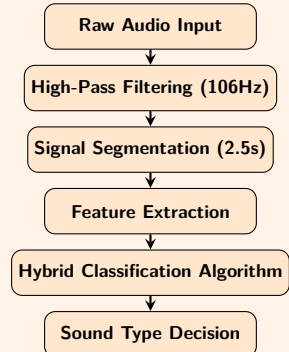 Raw Audio Input
High-Pass Filtering (106Hz)
Signal Segmentation (2.5s)
Feature Extraction
Hybrid Classification Algorithm
Sound Type Decision